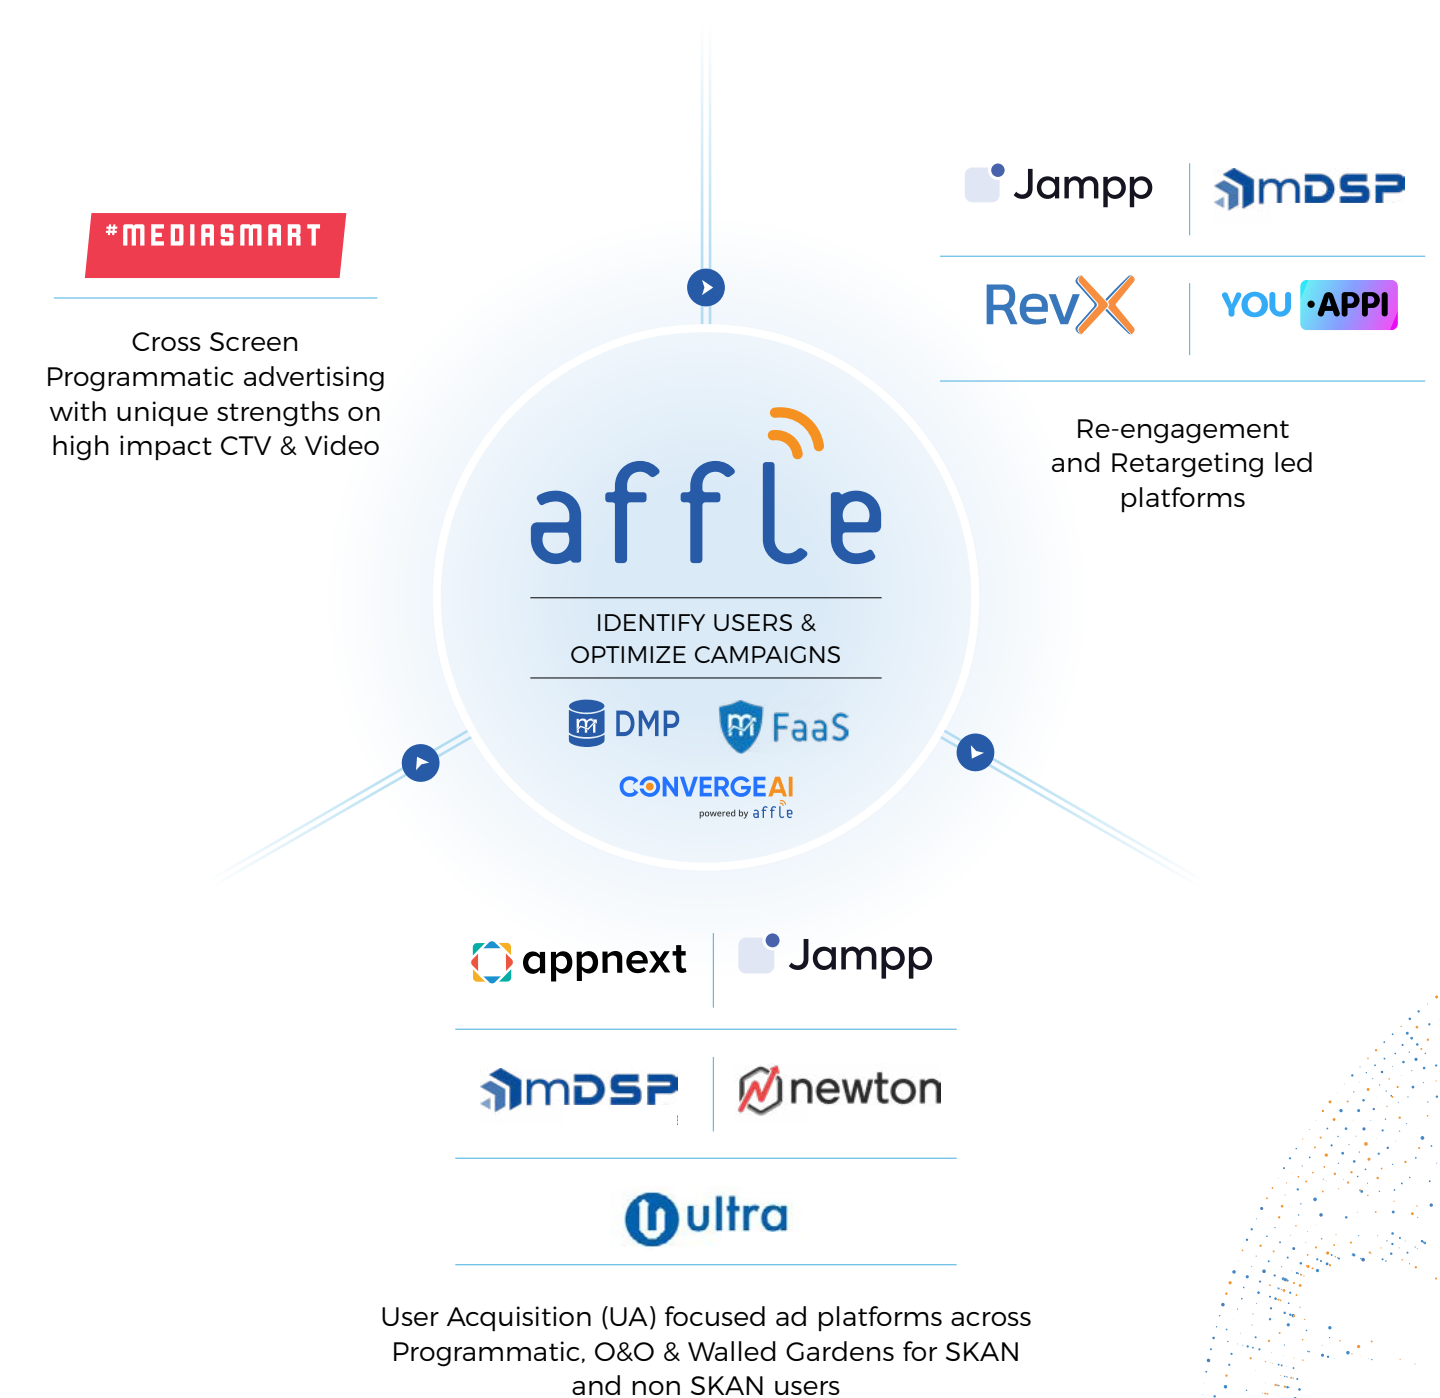 #MEDIASMART
Cross Screen
Programmatic advertising
with unique strengths on
high impact CTV & Video
Jampp
mDSP
RevX
YOU •APPI
Re-engagement
and Retargeting led
platforms
affle
IDENTIFY USERS &
OPTIMIZE CAMPAIGNS
m DMP
m FaaS
CONVERGEAI
powered by affle
appnext
Jampp
mDSP
newton
ultra
User Acquisition (UA) focused ad platforms across
Programmatic, O&O & Walled Gardens for SKAN
and non SKAN users